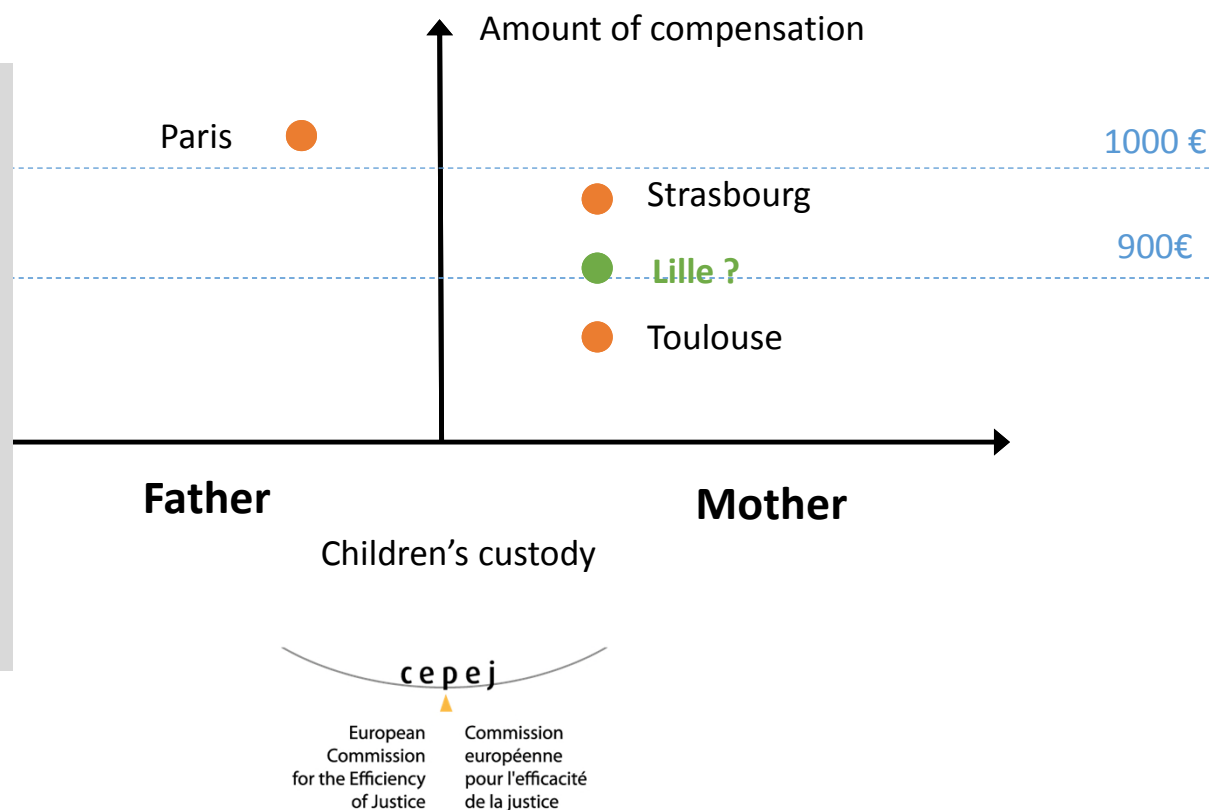 Amount of compensation
Paris
1000 €
Strasbourg
900€
Lille ?
Toulouse
Father
Mother
Children’s custody
cepej
European
Commission
for the Efficiency
of Justice
Commission
européenne
pour l'efficacité
de la justice